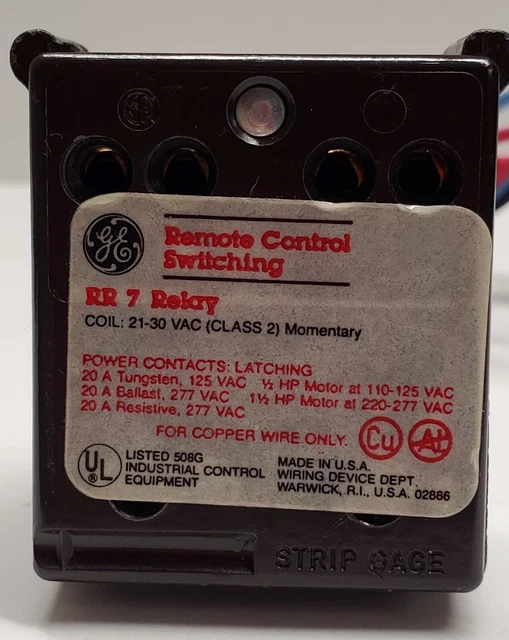 SA
GE
Remote Control
Switching
RR 7 Relay
COIL: 21-30 VAC (CLASS 2) Momentary
POWER CONTACTS: LATCHING
20 A Tungsten, 125 VAC ½ HP Motor at 110-125 VAC
20 A Ballast, 277 VAC 1½ HP Motor at 220-277 VAC
20 A Resistive, 277 VAC
FOR COPPER WIRE ONLY. Cu AL
UL ® LISTED 508G
INDUSTRIAL CONTROL
EQUIPMENT
MADE IN U.S.A.
WIRING DEVICE DEPT.
WARWICK, R.I., U.S.A. 02886
STRIP GAGE